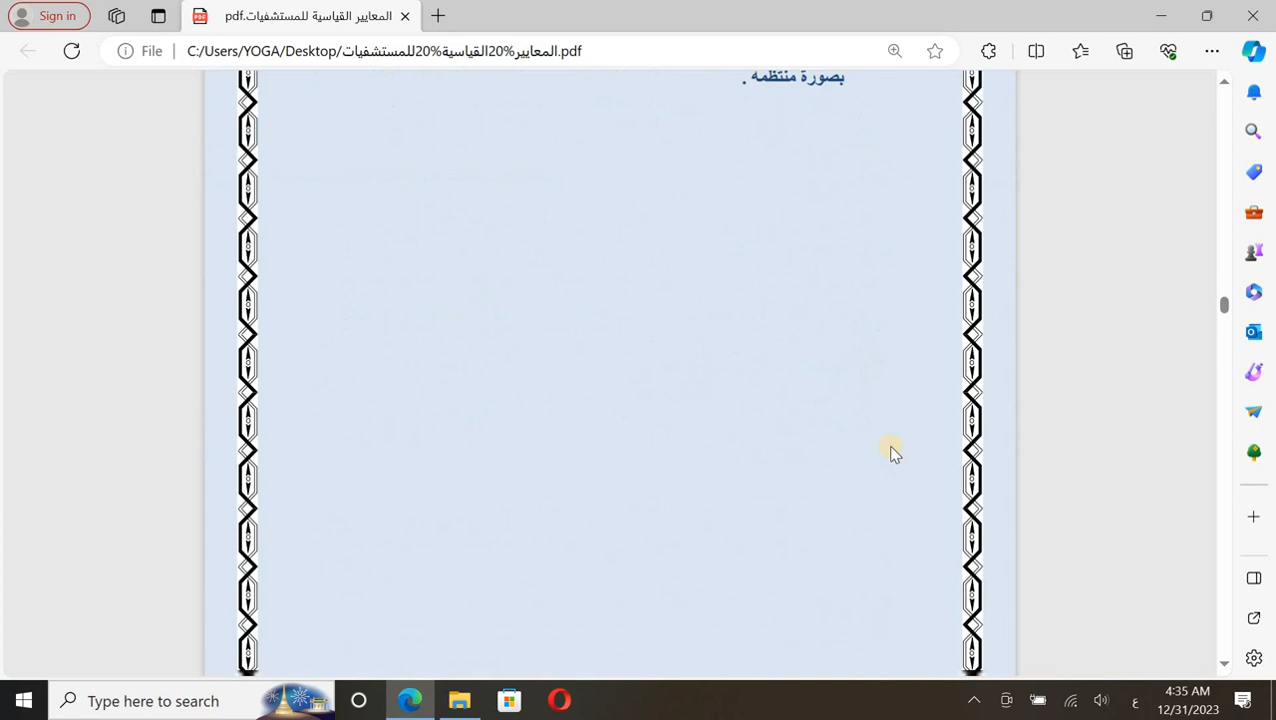 Sign in
المعايير القياسية للمستشفيات.pdf
File
C:/Users/YOGA/Desktop/المعايير%20القياسية%20للمستشفيات.pdf
بصورة منتظمه .
Type here to search
ع
4:35 AM
12/31/2023